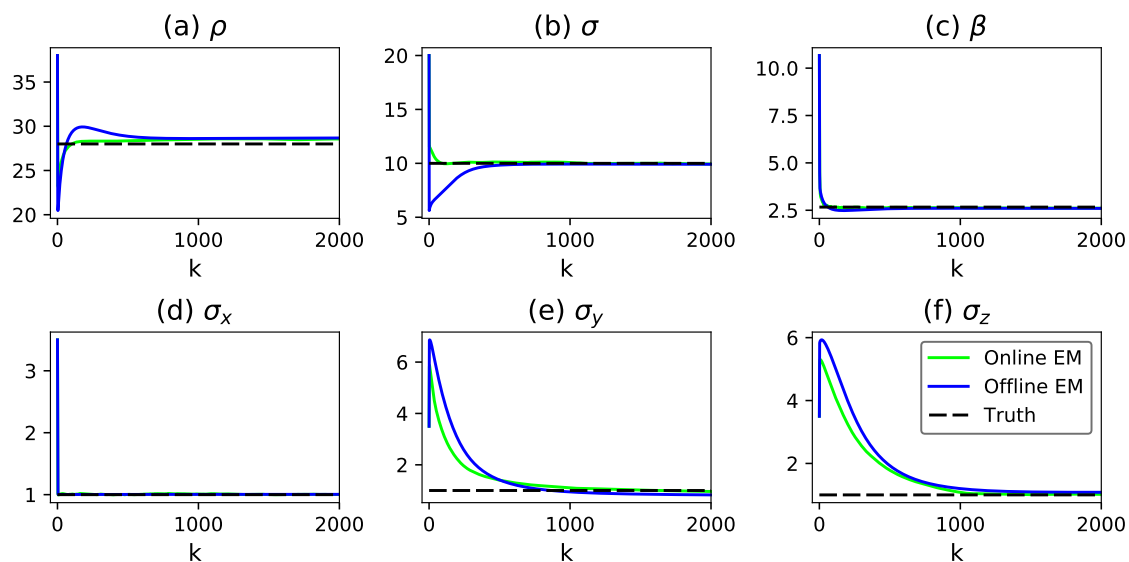 (a) ρ
(b) σ
(c) β
35
30
25
20
0
1000
2000
k
20
15
10
5
0
1000
2000
k
10.0
7.5
5.0
2.5
0
1000
2000
k
(d) σx
(e) σy
(f) σz
3
2
1
0
1000
2000
k
6
4
2
0
1000
2000
k
6
4
2
0
1000
2000
k
Online EM
Offline EM
Truth